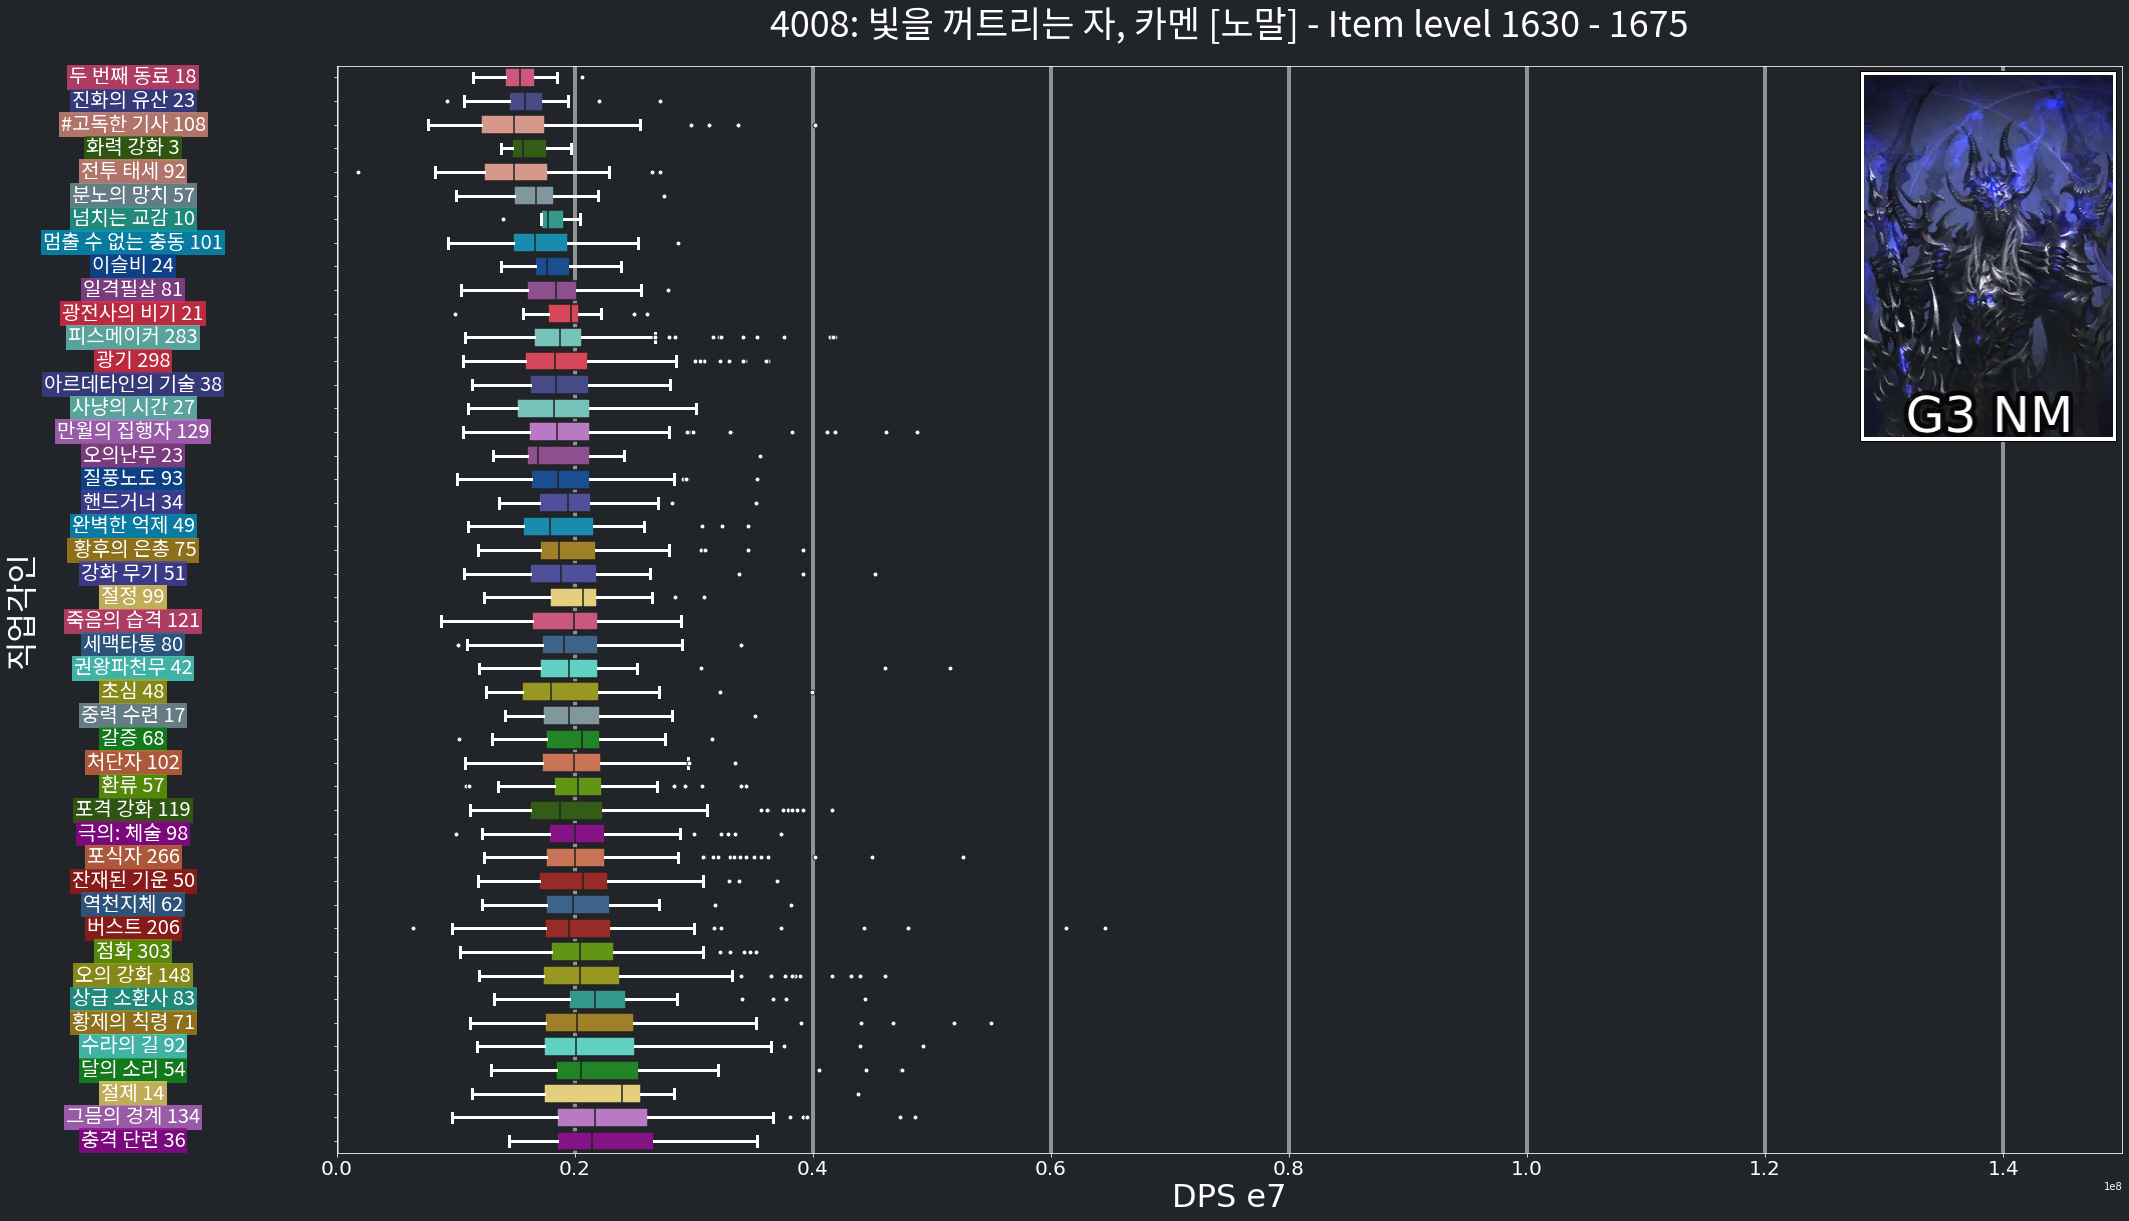 4008: 빛을 꺼트리는 자, 카멘 [노말] - Item level 1630 - 1675
두 번째 동료 18
진화의 유산 23
#고독한 기사 108
화력 강화 3
전투 태세 92
분노의 망치 57
넘치는 교감 10
멈출 수 없는 충동 101
이슬비 24
일격필살 81
광전사의 비기 21
피스메이커 283
광기 298
아르데타인의 기술 38
사냥의 시간 27
만월의 집행자 129
오의난무 23
질풍노도 93
핸드거너 34
완벽한 억제 49
황후의 은총 75
강화 무기 51
절정 99
죽음의 습격 121
세맥타통 80
권왕파천무 42
초심 48
중력 수련 17
갈증 68
처단자 102
환류 57
포격 강화 119
극의: 체술 98
포식자 266
잔재된 기운 50
역천지체 62
버스트 206
점화 303
오의 강화 148
상급 소환사 83
황제의 칙령 71
수라의 길 92
달의 소리 54
절제 14
그믐의 경계 134
충격 단련 36
직업각인
G3 NM
0.0 0.2 0.4 0.6 0.8 1.0 1.2 1.4
1e8
DPS e7